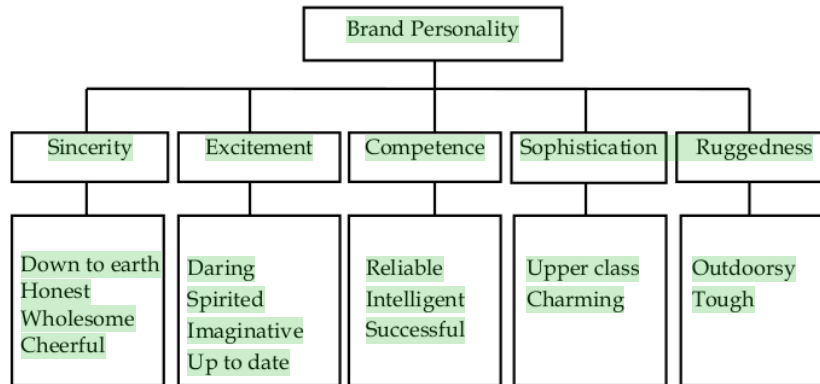 Brand Personality
Sincerity
Excitement
Competence
Sophistication
Ruggedness
Down to earth
Honest
Wholesome
Cheerful
Daring
Spirited
Imaginative
Up to date
Reliable
Intelligent
Successful
Upper class
Charming
Outdoorsy
Tough